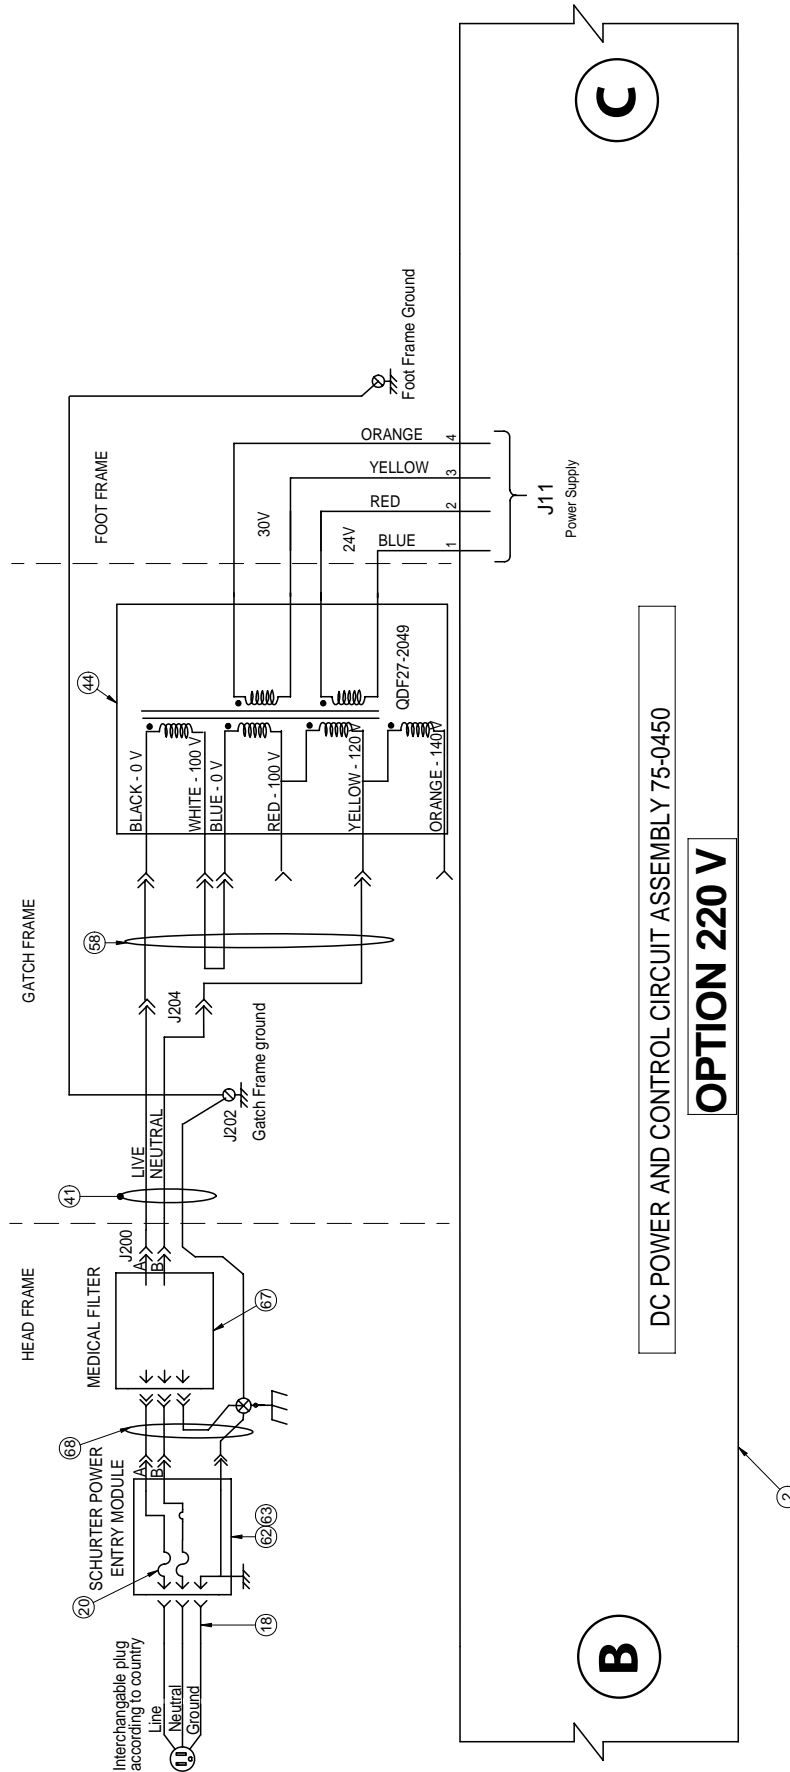 HEAD FRAME
GATCH FRAME
FOOT FRAME
Interchangable plug
according to country
Line
Neutral
Ground
18
20
SCHURTER POWER
ENTRY MODULE
A
B
62
63
68
MEDICAL FILTER
67
J200
A
B
41
LIVE
NEUTRAL
J202
Gatch Frame ground
J204
58
44
BLACK - 0 V
WHITE - 100 V
BLUE - 0 V
RED - 100 V
YELLOW - 120 V
ORANGE - 140 V
QDF27-2049
30V
24V
ORANGE
YELLOW
RED
BLUE
4
3
2
1
J11
Power Supply
Foot Frame Ground
B
C
DC POWER AND CONTROL CIRCUIT ASSEMBLY 75-0450
OPTION 220 V
2